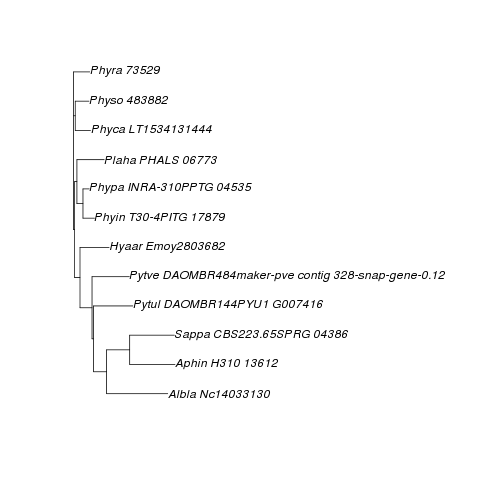 Phyra 73529
Physo 483882
Phyca LT1534131444
Plaha PHALS 06773
Phypa INRA-310PPTG 04535
Phyin T30-4PITG 17879
Hyaar Emoy2803682
Pytve DAOMBR484maker-pve contig 328-snap-gene-0.12
Pytul DAOMBR144PYU1 G007416
Sappa CBS223.65SPRG 04386
Aphin H310 13612
Albla Nc14033130